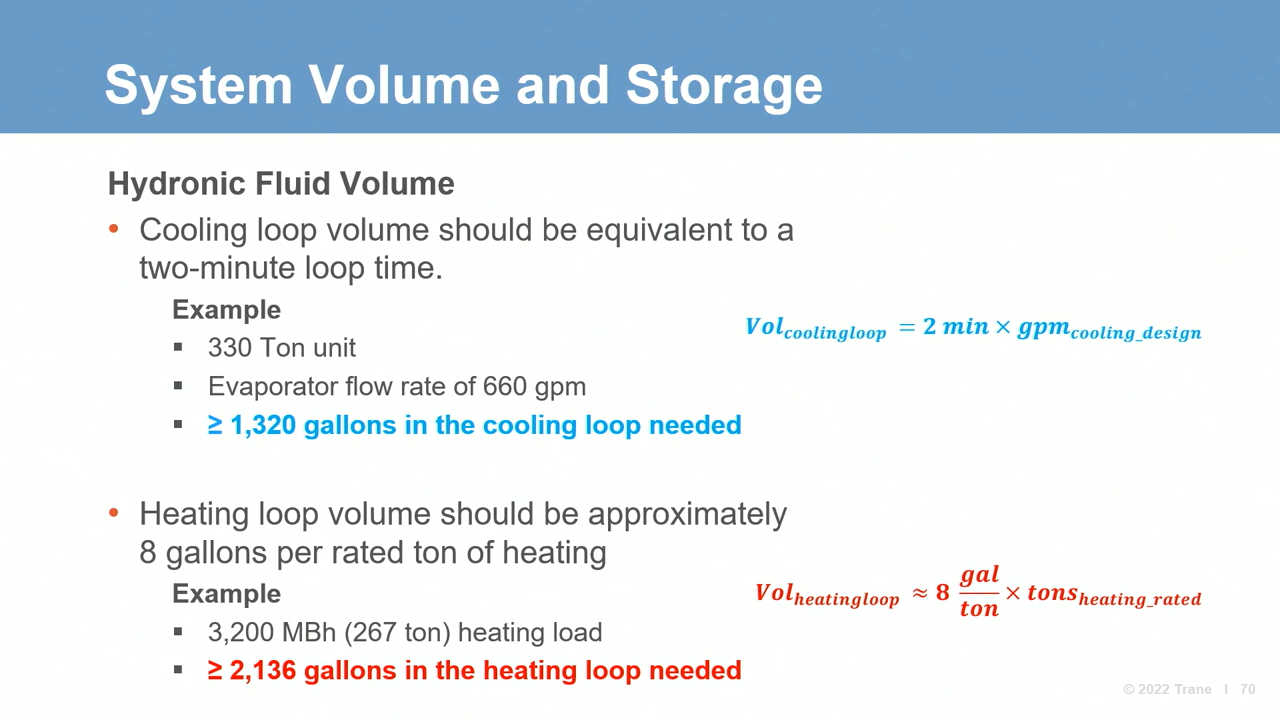 System Volume and Storage
Hydronic Fluid Volume
• Cooling loop volume should be equivalent to a
two-minute loop time.
Example
▪ 330 Ton unit
▪ Evaporator flow rate of 660 gpm
▪ ≥ 1,320 gallons in the cooling loop needed
Vol_coolingloop = 2 min × gpm_cooling_design
• Heating loop volume should be approximately
8 gallons per rated ton of heating
Example
▪ 3,200 MBh (267 ton) heating load
▪ ≥ 2,136 gallons in the heating loop needed
Vol_heatingloop ≈ 8 gal/ton × tons_heating_rated
© 2022 Trane | 70